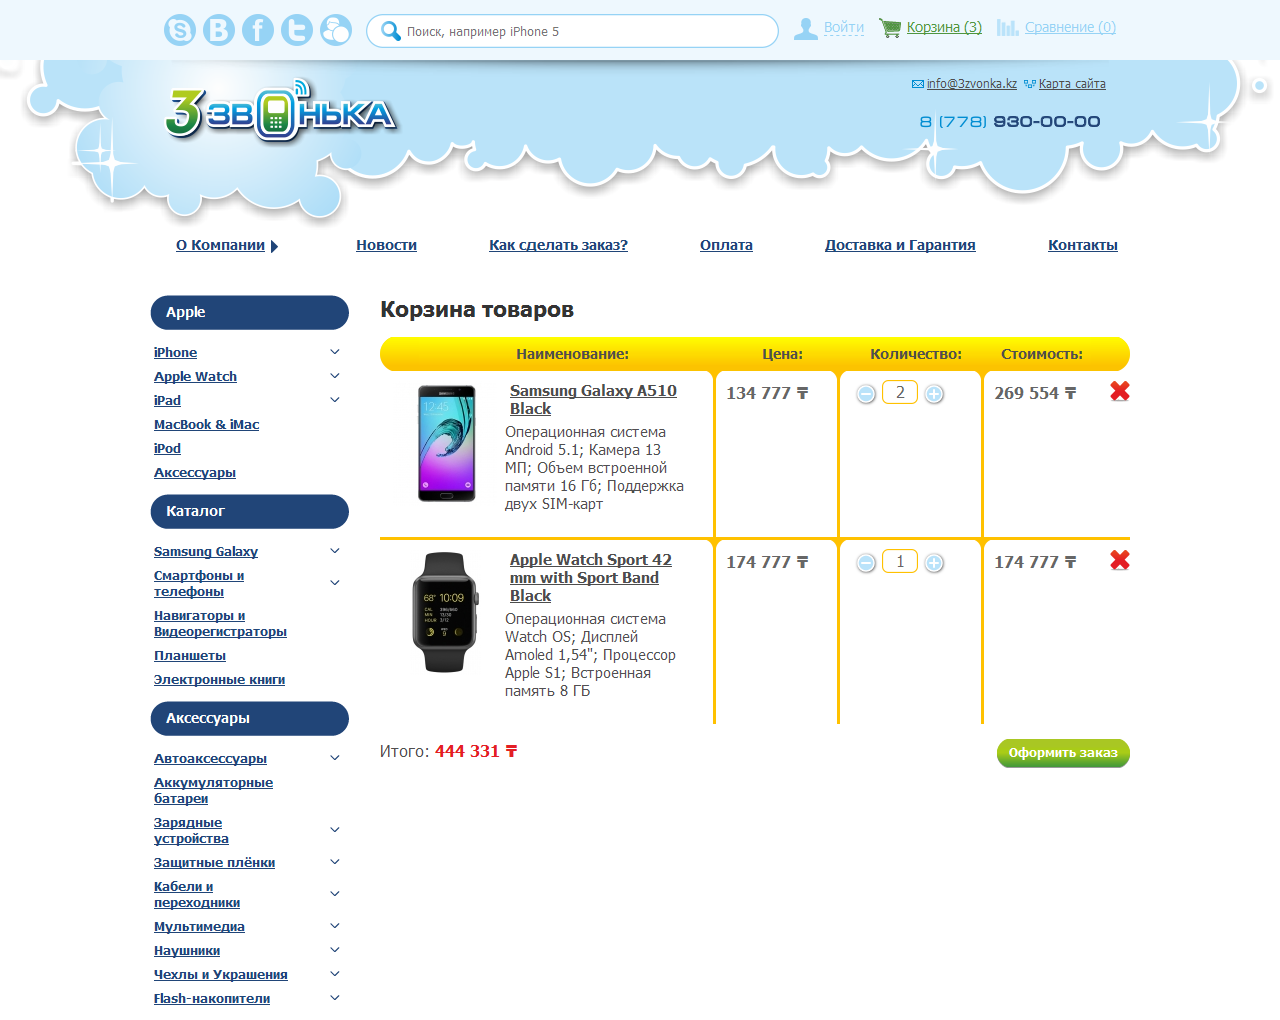 Поиск, например iPhone 5
Войти
Корзина (3)
Сравнение (0)
3 ЗВОНЬКА
info@3zvonka.kz Карта сайта
8 (778) 930-00-00
О Компании
Новости
Как сделать заказ?
Оплата
Доставка и Гарантия
Контакты
Apple
iPhone
Apple Watch
iPad
MacBook & iMac
iPod
Аксессуары
Каталог
Samsung Galaxy
Смартфоны и
телефоны
Навигаторы и
Видеорегистраторы
Планшеты
Электронные книги
Аксессуары
Автоаксессуары
Аккумуляторные
батареи
Зарядные
устройства
Защитные плёнки
Кабели и
переходники
Мультимедиа
Наушники
Чехлы и Украшения
Flash-накопители
Корзина товаров
Наименование: Цена: Количество: Стоимость:
Samsung Galaxy A510
Black
Операционная система
Android 5.1; Камера 13
МП; Объем встроенной
памяти 16 Гб; Поддержка
двух SIM-карт
134 777 ₸
2
269 554 ₸
Apple Watch Sport 42
mm with Sport Band
Black
Операционная система
Watch OS; Дисплей
Amoled 1,54"; Процессор
Apple S1; Встроенная
память 8 ГБ
174 777 ₸
1
174 777 ₸
Итого: 444 331 ₸
Оформить заказ